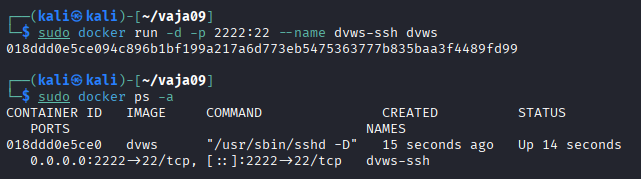 ┌──(kali㉿kali)-[~/vaja09]
└─$ sudo docker run -d -p 2222:22 --name dvws-ssh dvws
018ddd0e5ce094c896b1bf199a217a6d773eb5475363777b835baa3f4489fd99

┌──(kali㉿kali)-[~/vaja09]
└─$ sudo docker ps -a
CONTAINER ID   IMAGE     COMMAND               CREATED          STATUS
   PORTS                                     NAMES
018ddd0e5ce0   dvws      "/usr/sbin/sshd -D"   15 seconds ago   Up 14 seconds
   0.0.0.0:2222→22/tcp, [::]:2222→22/tcp   dvws-ssh